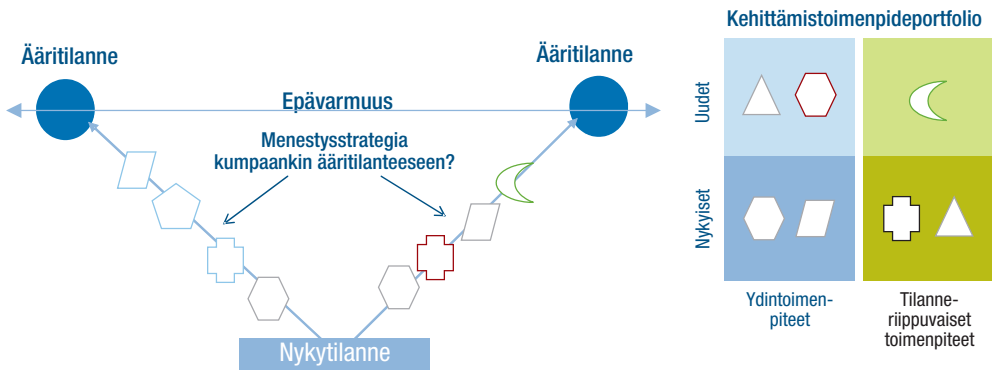 Ääritilanne
Ääritilanne
Epävarmuus
Menestysstrategia
kumpaankin ääritilanteeseen?
Nykytilanne
Kehittämistoimenpideportfolio
Uudet
Nykyiset
Ydintoimen-
piteet
Tilanne-
riippuvaiset
toimenpiteet